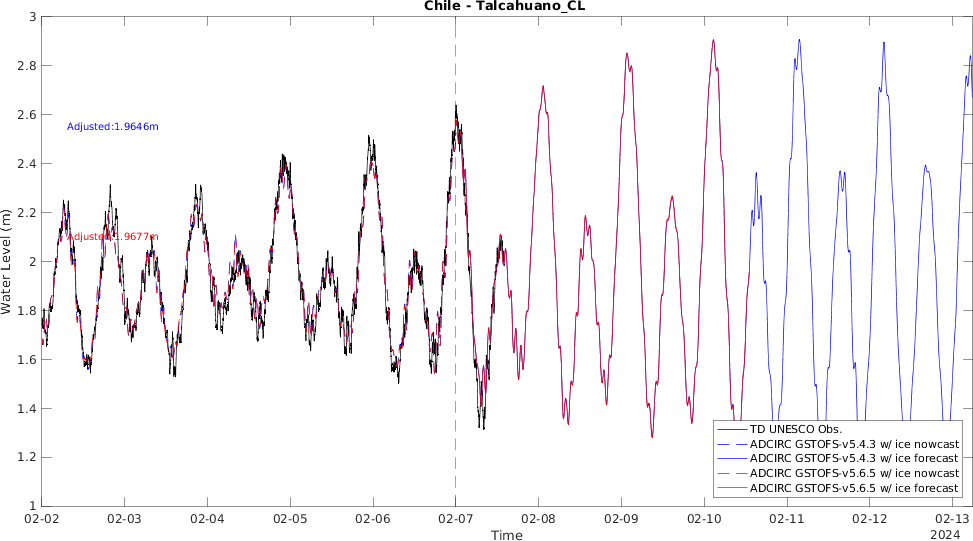 Chile - Talcahuano_CL
3
2.8
2.6
2.4
2.2
2
1.8
1.6
1.4
1.2
1
Water Level (m)
Adjusted:1.9646m
Adjusted:1.9677m
TD UNESCO Obs.
ADCIRC GSTOFS-v5.4.3 w/ ice nowcast
ADCIRC GSTOFS-v5.4.3 w/ ice forecast
ADCIRC GSTOFS-v5.6.5 w/ ice nowcast
ADCIRC GSTOFS-v5.6.5 w/ ice forecast
02-02 02-03 02-04 02-05 02-06 02-07 02-08 02-09 02-10 02-11 02-12 02-13
Time
2024